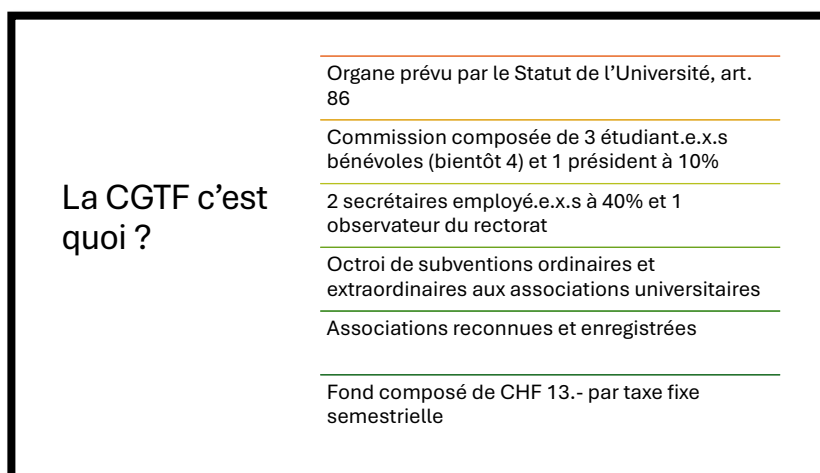 La CGTF c’est
quoi ?
Organe prévu par le Statut de l’Université, art.
86
Commission composée de 3 étudiant.e.x.s
bénévoles (bientôt 4) et 1 président à 10%
2 secrétaires employé.e.x.s à 40% et 1
observateur du rectorat
Octroi de subventions ordinaires et
extraordinaires aux associations universitaires
Associations reconnues et enregistrées
Fond composé de CHF 13.- par taxe fixe
semestrielle